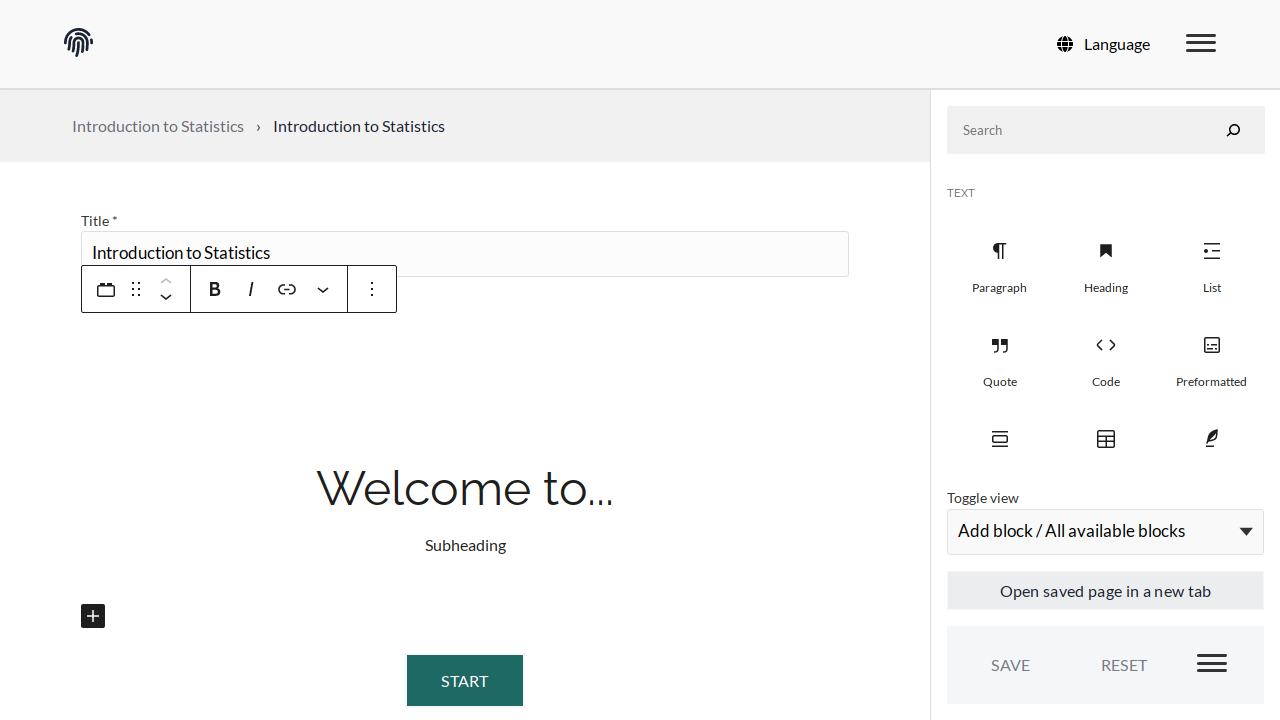 Language
Introduction to Statistics › Introduction to Statistics
Search
TEXT
Title *
Introduction to Statistics
B I
Paragraph
Heading
List
Quote
Code
Preformatted
Welcome to...
Subheading
START
Toggle view
Add block / All available blocks
Open saved page in a new tab
SAVE
RESET